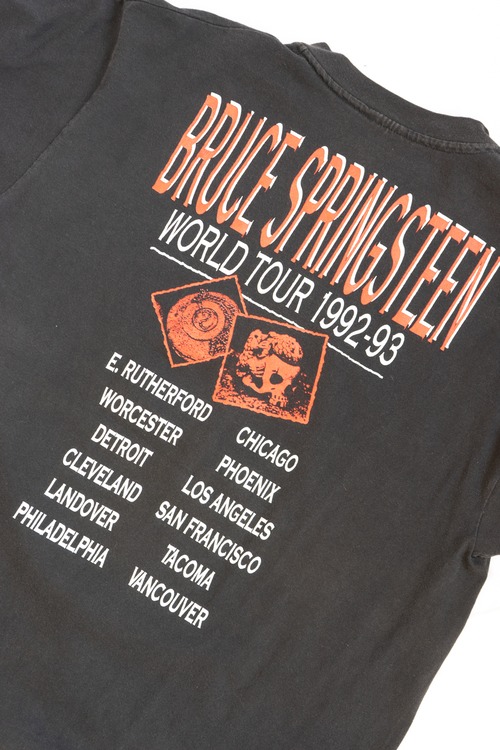 BRUCE SPRINGSTEEN
WORLD TOUR 1992-93
E. RUTHERFORD
WORCESTER
DETROIT
CLEVELAND
LANDOVER
PHILADELPHIA
CHICAGO
PHOENIX
LOS ANGELES
SAN FRANCISCO
TACOMA
VANCOUVER